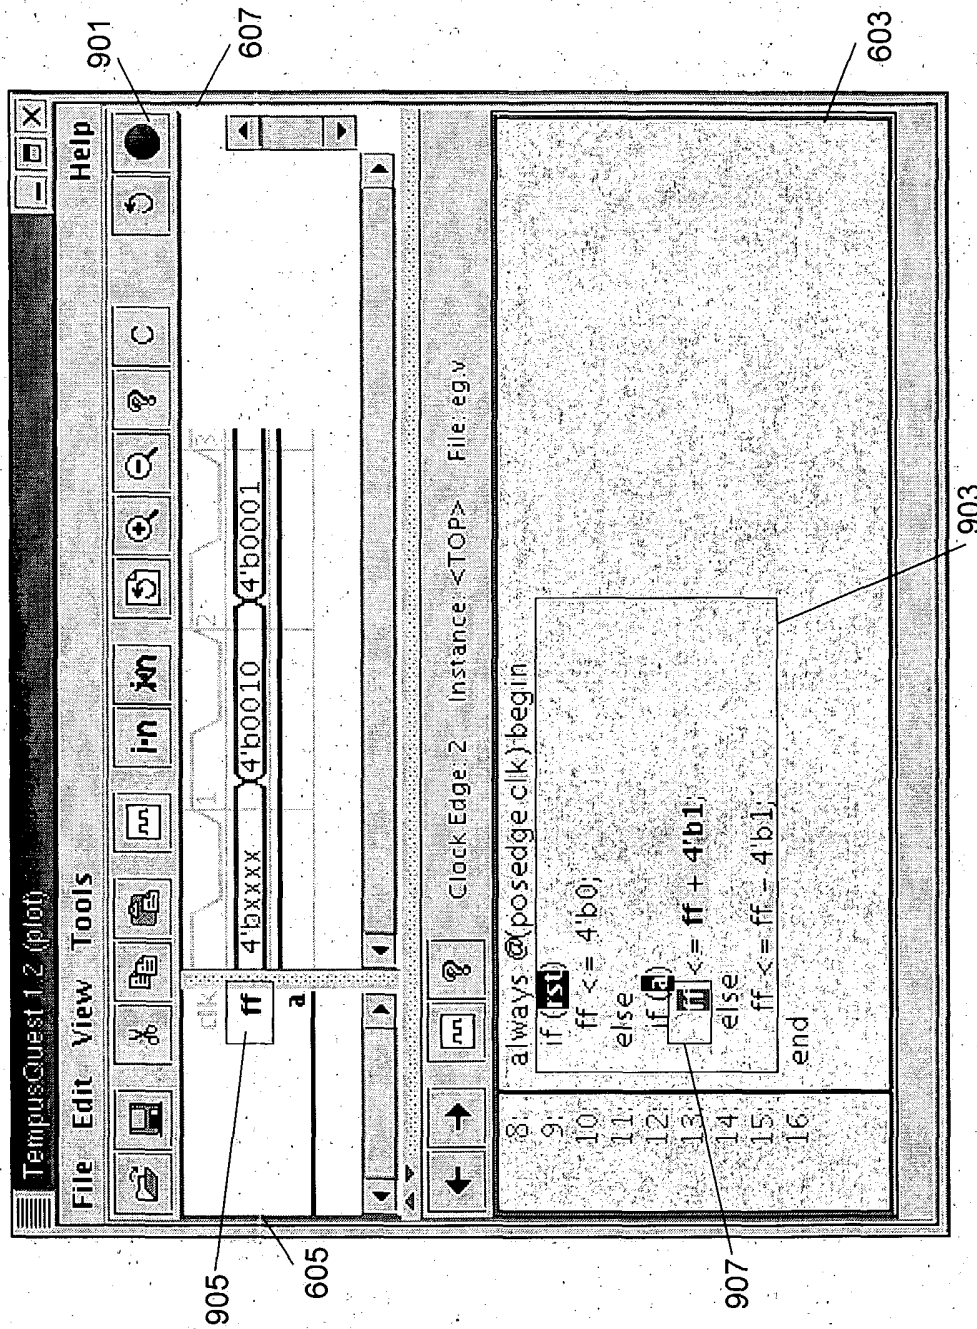 901
607
TempusQuest 1.2 (plot)
File Edit View Tools Help
i-n
? C
clk 1 2 3
ff 4'bxxxx 4'b0010 4'b0001
a
905
605
? Clock Edge: 2 Instance: <TOP> File: eg.v
8: always @(posedge clk) begin
9: if (rst)
10: ff <= 4'b0;
11: else
12: if (a)
13: ff <= ff + 4'b1;
14: else
15: ff <= ff - 4'b1;
16: end
603
903
907